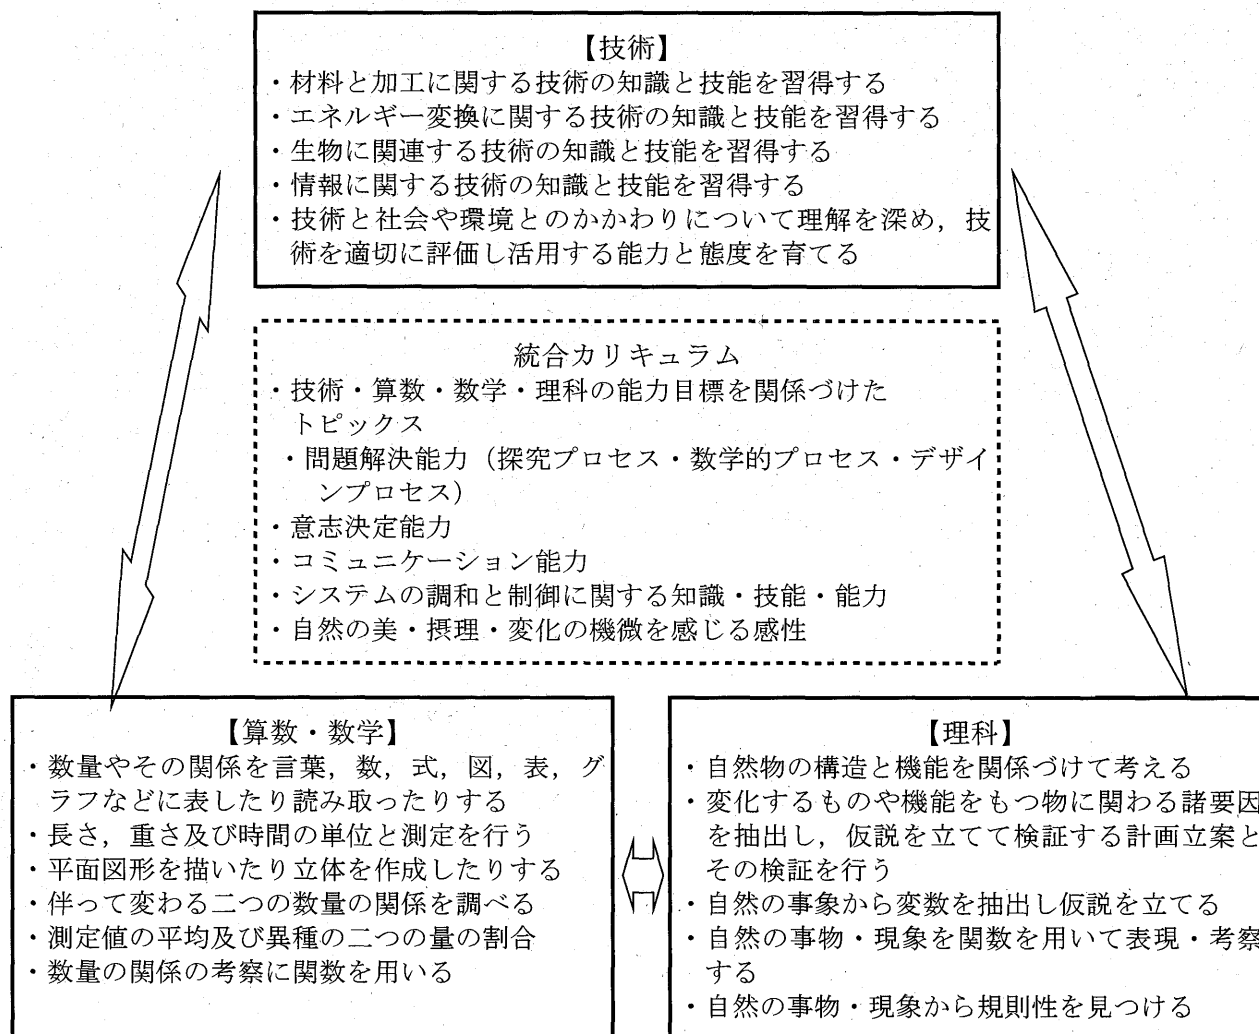 【技術】
・材料と加工に関する技術の知識と技能を習得する
・エネルギー変換に関する技術の知識と技能を習得する
・生物に関連する技術の知識と技能を習得する
・情報に関する技術の知識と技能を習得する
・技術と社会や環境とのかかわりについて理解を深め，技
術を適切に評価し活用する能力と態度を育てる
統合カリキュラム
・技術・算数・数学・理科の能力目標を関係づけた
トピックス
・問題解決能力（探究プロセス・数学的プロセス・デザイ
ンプロセス）
・意志決定能力
・コミュニケーション能力
・システムの調和と制御に関する知識・技能・能力
・自然の美・摂理・変化の機微を感じる感性
【算数・数学】
・数量やその関係を言葉，数，式，図，表，グ
ラフなどに表したり読み取ったりする
・長さ，重さ及び時間の単位と測定を行う
・平面図形を描いたり立体を作成したりする
・伴って変わる二つの数量の関係を調べる
・測定値の平均及び異種の二つの量の割合
・数量の関係の考察に関数を用いる
【理科】
・自然物の構造と機能を関係づけて考える
・変化するものや機能をもつ物に関わる諸要因
を抽出し，仮説を立てて検証する計画立案と
その検証を行う
・自然の事象から変数を抽出し仮説を立てる
・自然の事物・現象を関数を用いて表現・考察
する
・自然の事物・現象から規則性を見つける